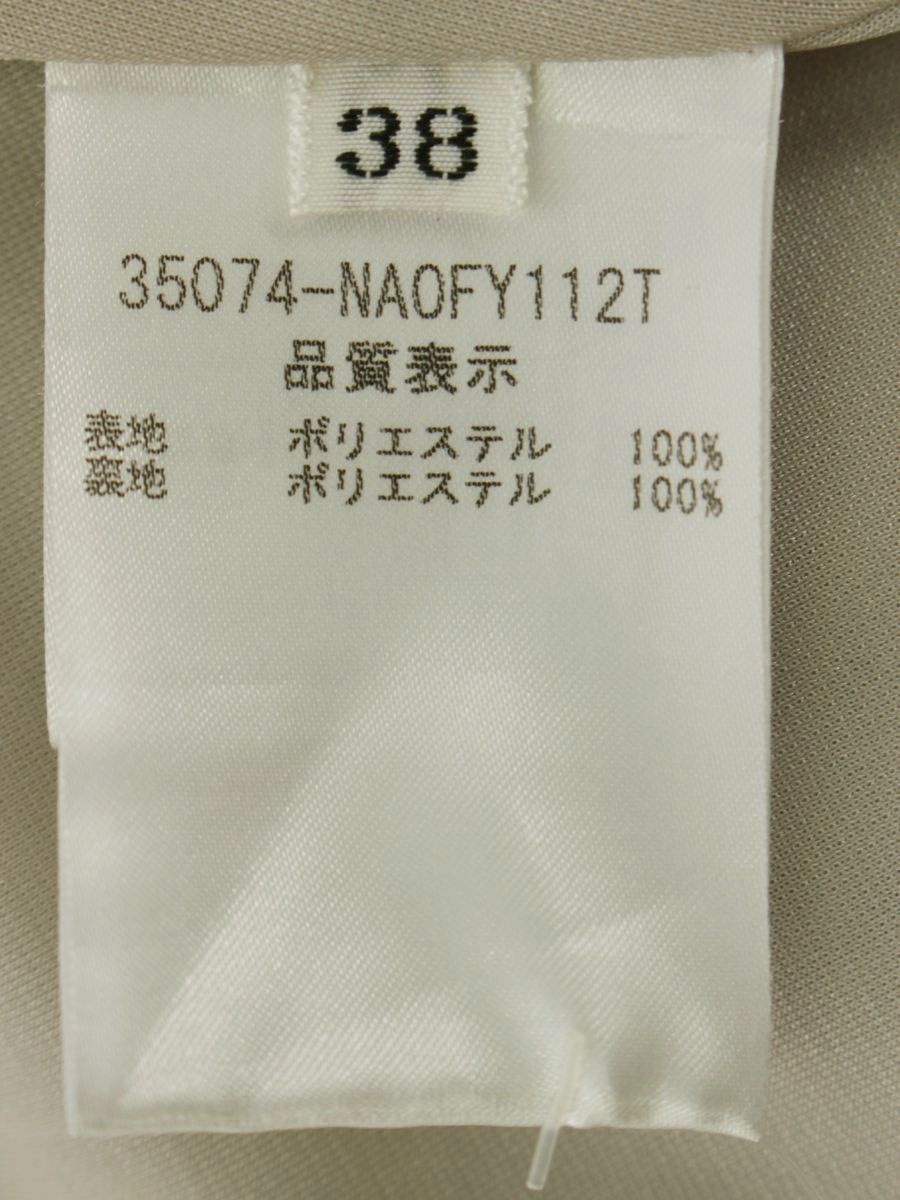 38
35074-NA0FY112T
品質表示
表地 ポリエステル 100%
裏地 ポリエステル 100%